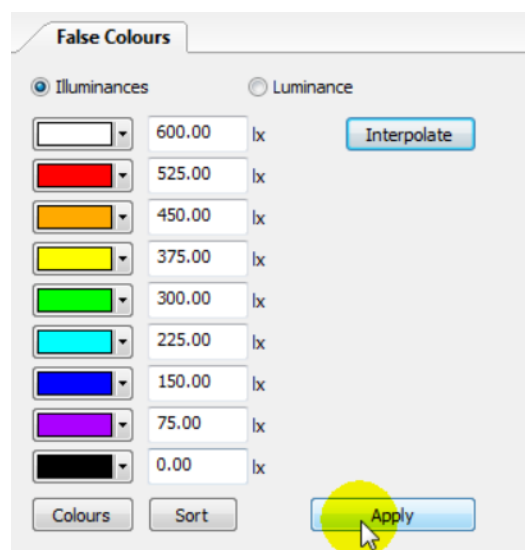 False Colours
Illuminances Luminance
600.00 lx Interpolate
525.00 lx
450.00 lx
375.00 lx
300.00 lx
225.00 lx
150.00 lx
75.00 lx
0.00 lx
Colours Sort Apply